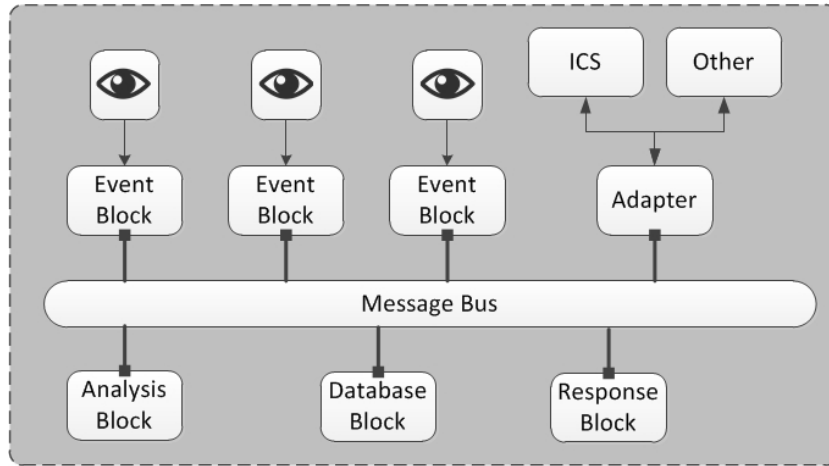 ICS
Other
Event
Block
Event
Block
Event
Block
Adapter
Message Bus
Analysis
Block
Database
Block
Response
Block